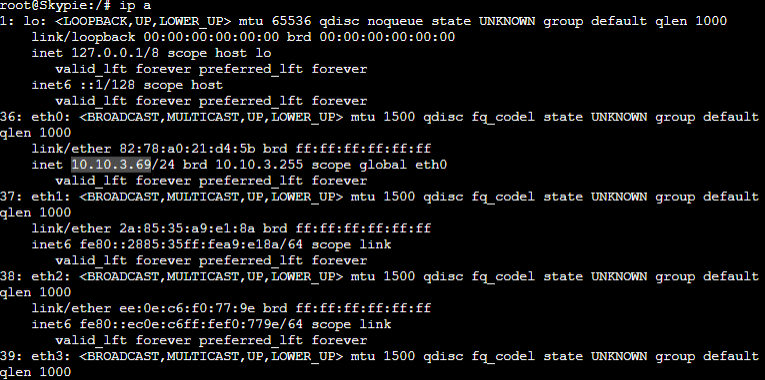 root@Skypie:/# ip a
1: lo: <LOOPBACK,UP,LOWER_UP> mtu 65536 qdisc noqueue state UNKNOWN group default qlen 1000
    link/loopback 00:00:00:00:00:00 brd 00:00:00:00:00:00
    inet 127.0.0.1/8 scope host lo
       valid_lft forever preferred_lft forever
    inet6 ::1/128 scope host
       valid_lft forever preferred_lft forever
36: eth0: <BROADCAST,MULTICAST,UP,LOWER_UP> mtu 1500 qdisc fq_codel state UNKNOWN group default
qlen 1000
    link/ether 82:78:a0:21:d4:5b brd ff:ff:ff:ff:ff:ff
    inet 10.10.3.69/24 brd 10.10.3.255 scope global eth0
       valid_lft forever preferred_lft forever
37: eth1: <BROADCAST,MULTICAST,UP,LOWER_UP> mtu 1500 qdisc fq_codel state UNKNOWN group default
qlen 1000
    link/ether 2a:85:35:a9:e1:8a brd ff:ff:ff:ff:ff:ff
    inet6 fe80::2885:35ff:fea9:e18a/64 scope link
       valid_lft forever preferred_lft forever
38: eth2: <BROADCAST,MULTICAST,UP,LOWER_UP> mtu 1500 qdisc fq_codel state UNKNOWN group default
qlen 1000
    link/ether ee:0e:c6:f0:77:9e brd ff:ff:ff:ff:ff:ff
    inet6 fe80::ec0e:c6ff:fef0:779e/64 scope link
       valid_lft forever preferred_lft forever
39: eth3: <BROADCAST,MULTICAST,UP,LOWER_UP> mtu 1500 qdisc fq_codel state UNKNOWN group default
qlen 1000